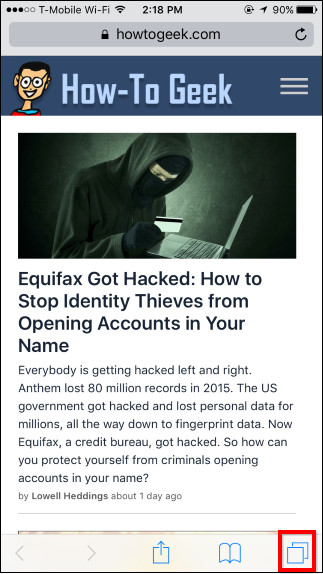 T-Mobile Wi-Fi 2:18 PM 90%
howtogeek.com
How-To Geek
Equifax Got Hacked: How to
Stop Identity Thieves from
Opening Accounts in Your
Name
Everybody is getting hacked left and right.
Anthem lost 80 million records in 2015. The US
government got hacked and lost personal data for
millions, all the way down to fingerprint data. Now
Equifax, a credit bureau, got hacked. So how can
you protect yourself from criminals opening
accounts in your name?
by Lowell Heddings about 1 day ago